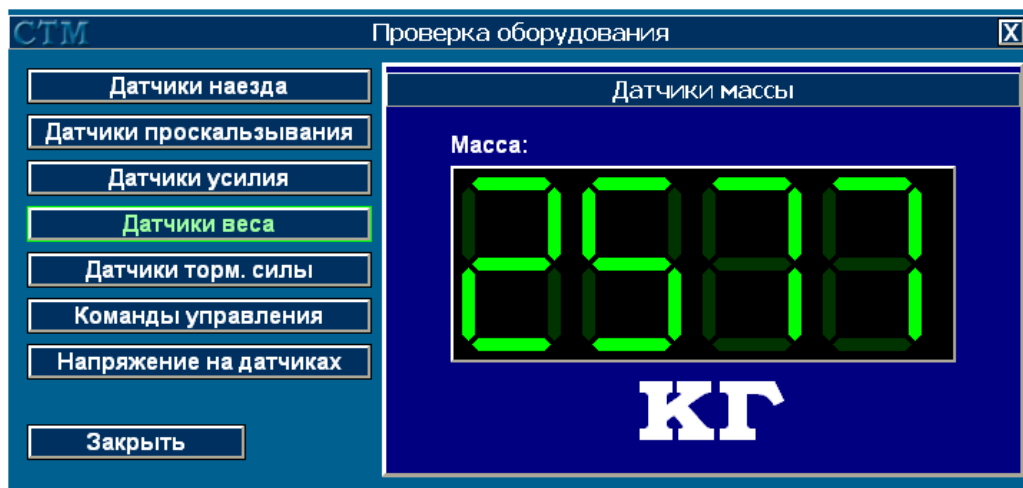 СТМ
Проверка оборудования
X
Датчики наезда
Датчики проскальзывания
Датчики усилия
Датчики веса
Датчики торм. силы
Команды управления
Напряжение на датчиках
Закрыть
Датчики массы
Масса:
2577
КГ